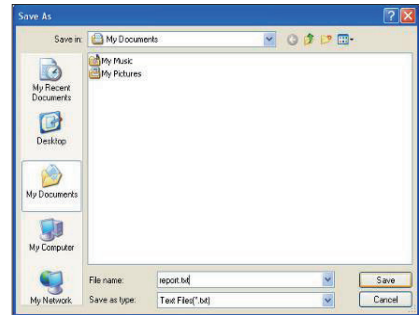 Save As
Save in:
My Documents
My Recent
Documents
Desktop
My Documents
My Computer
My Network
My Music
My Pictures
File name:
report.txt
Save
Save as type:
Text Files(*.txt)
Cancel